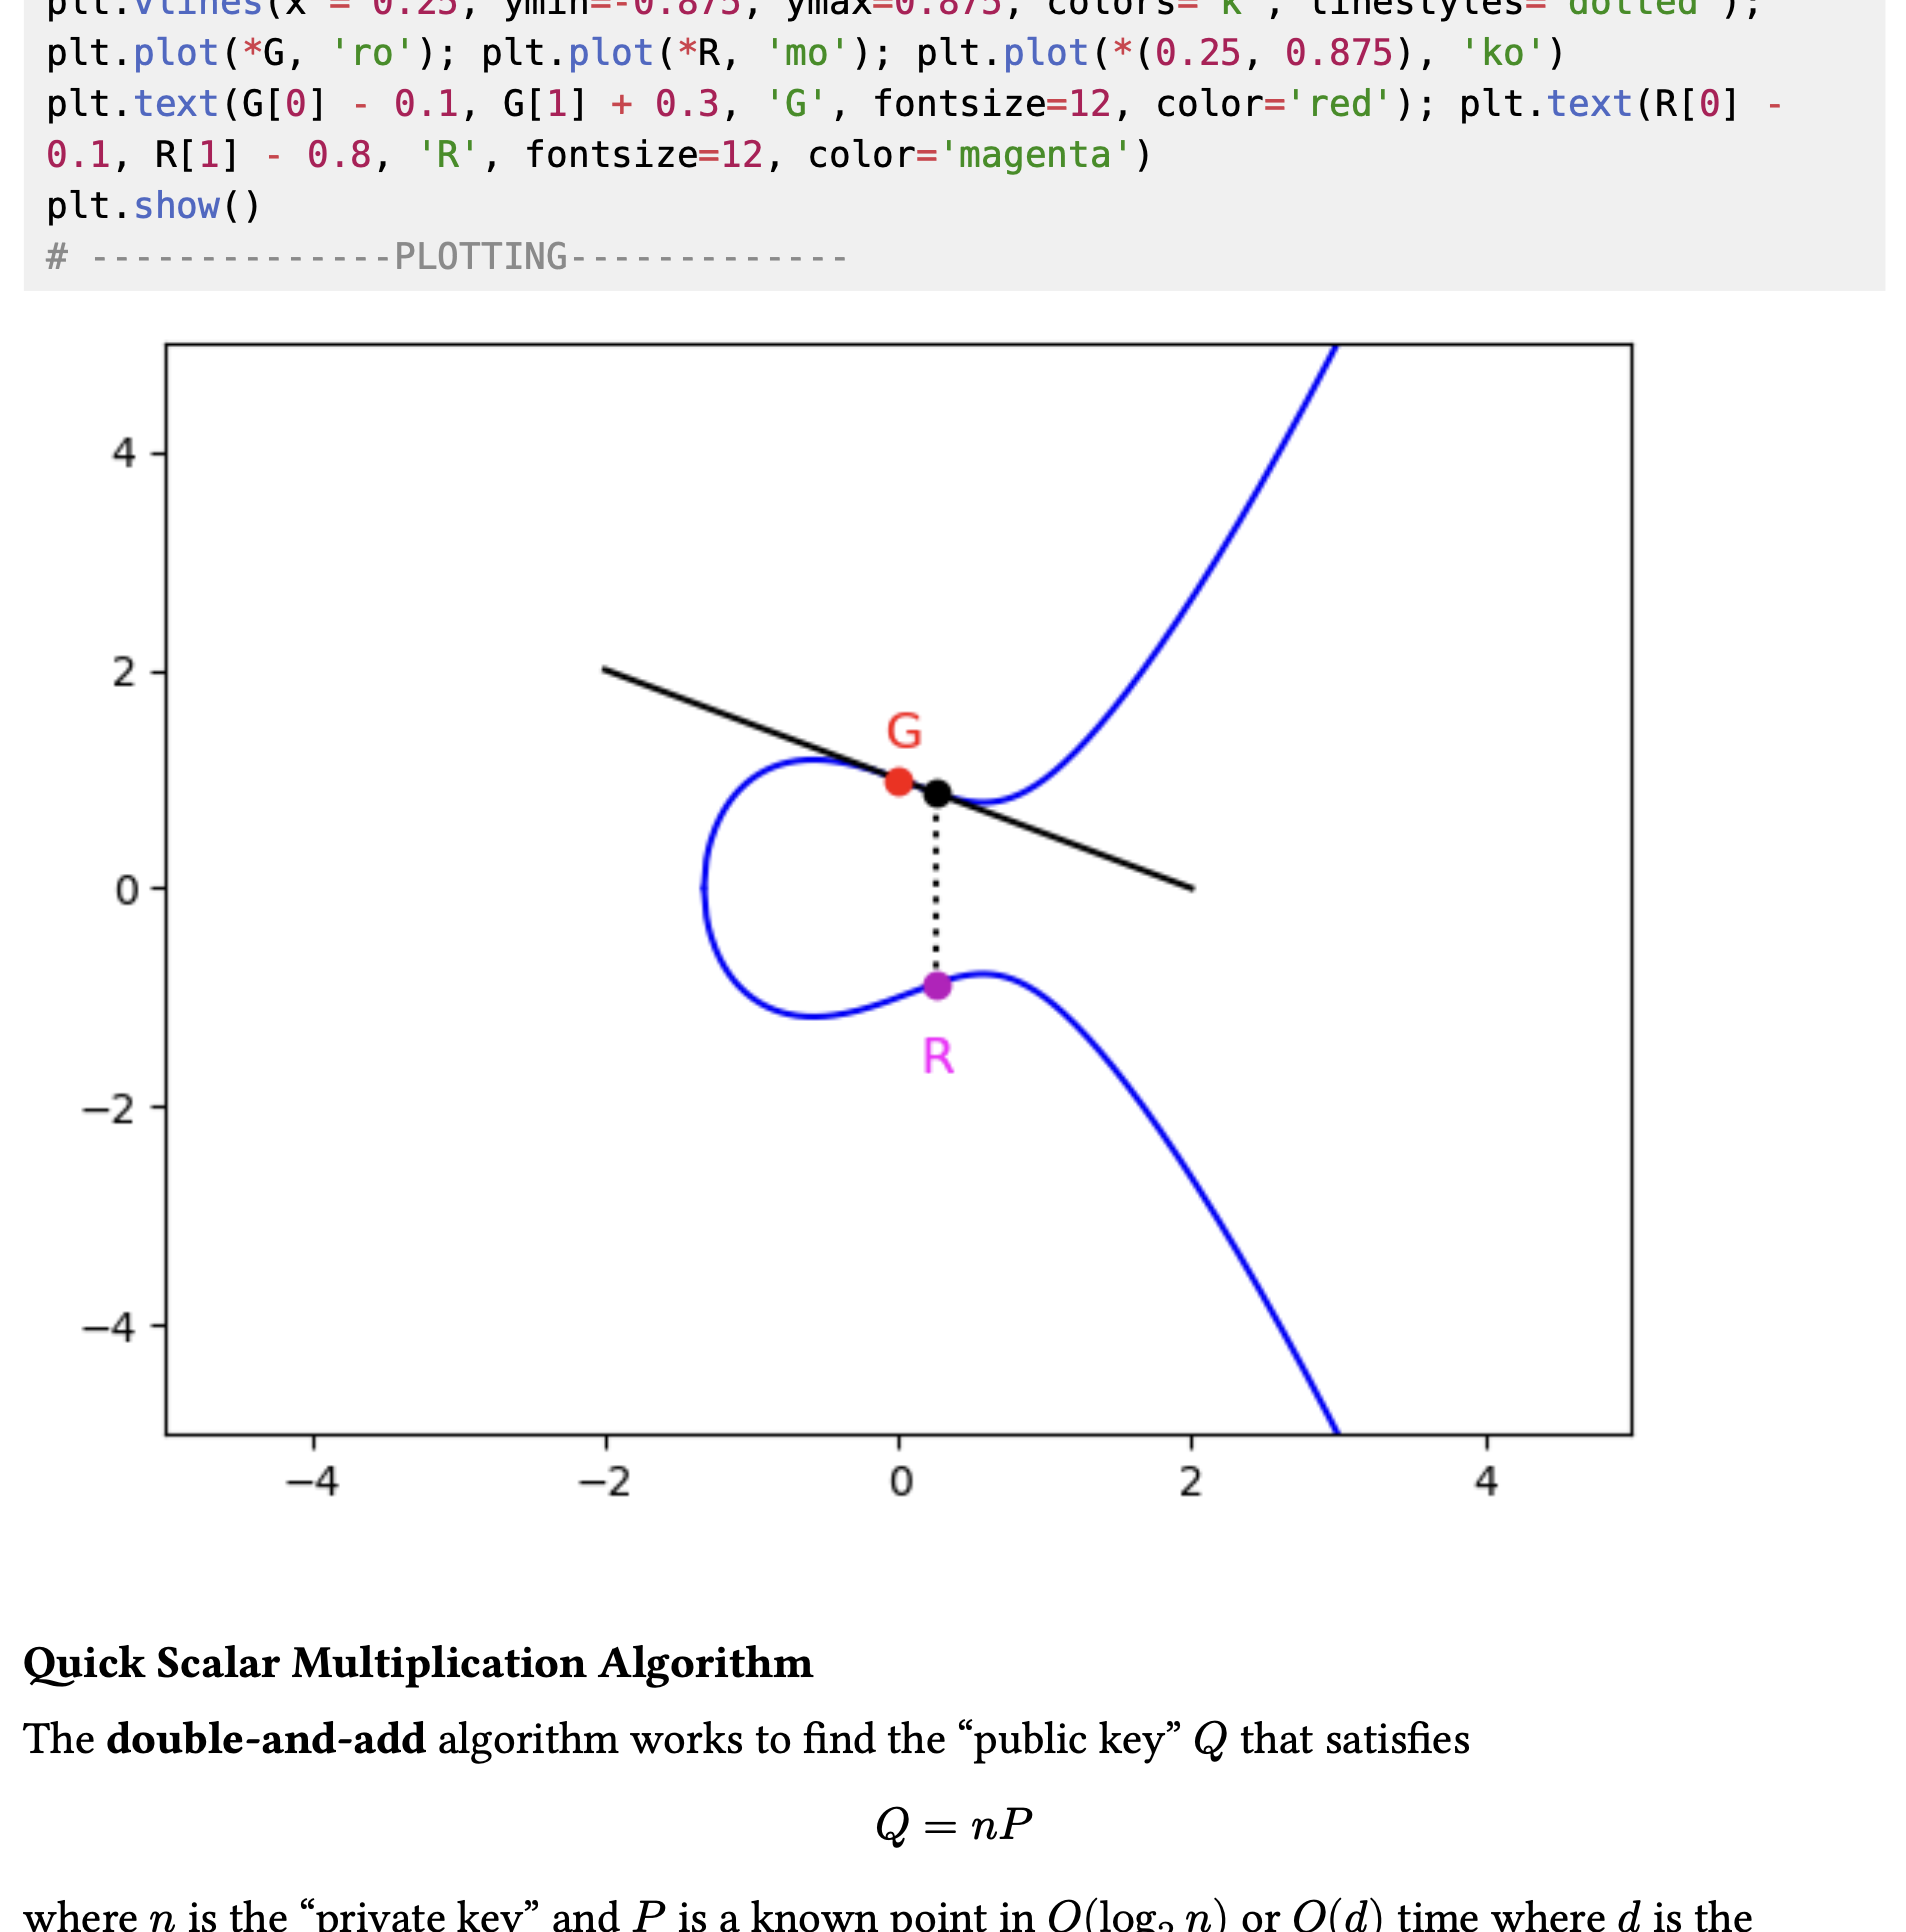 plt.vlines(x = 0.25, ymin=-0.875, ymax=0.875, colors='k', linestyles='dotted');
plt.plot(*G, 'ro'); plt.plot(*R, 'mo'); plt.plot(*(0.25, 0.875), 'ko')
plt.text(G[0] - 0.1, G[1] + 0.3, 'G', fontsize=12, color='red'); plt.text(R[0] -
0.1, R[1] - 0.8, 'R', fontsize=12, color='magenta')
plt.show()
# --------------PLOTTING-------------
4
2
G
0
R
−2
−4
−4 −2 0 2 4
Quick Scalar Multiplication Algorithm
The double-and-add algorithm works to find the “public key” Q that satisfies
Q = nP
where n is the “private key” and P is a known point in O(log₂ n) or O(d) time where d is the